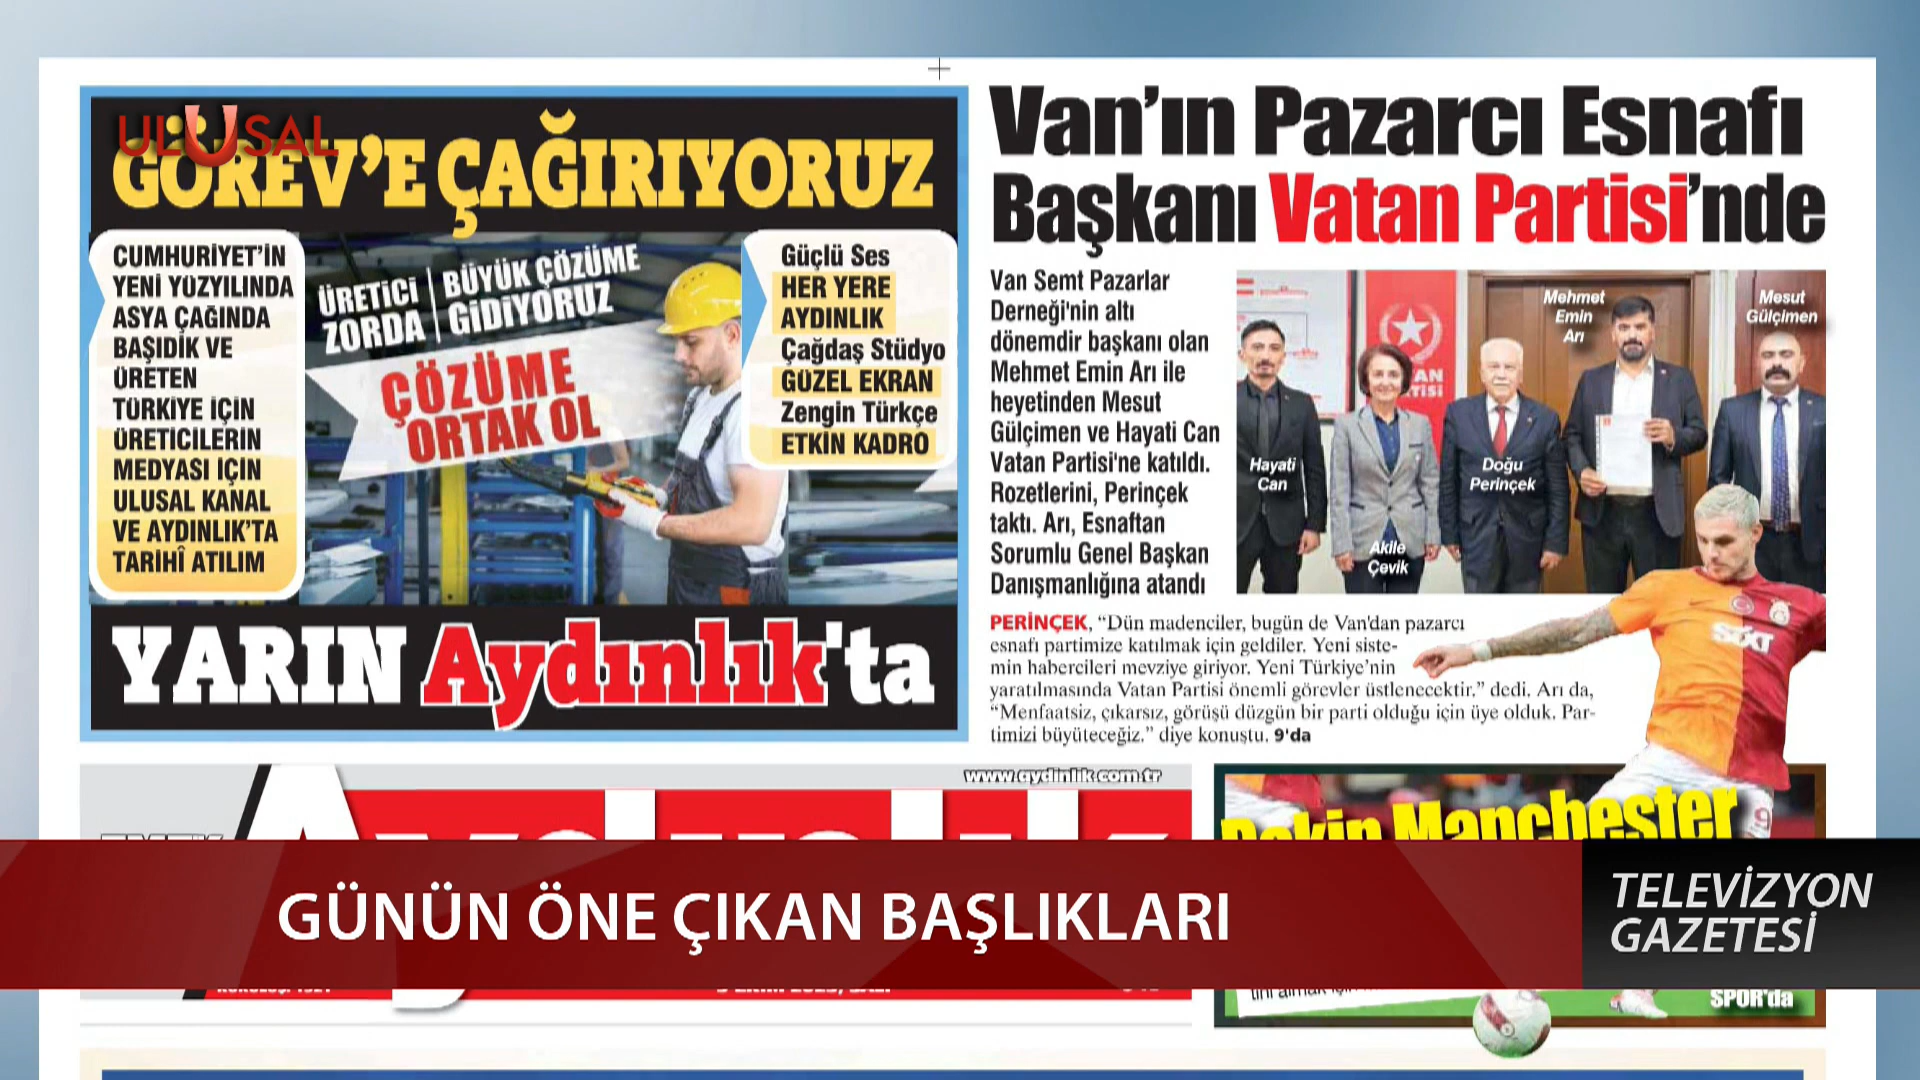 ULUSAL
GÖREV'E ÇAĞIRIYORUZ
CUMHURİYET'İN
YENİ YÜZYILINDA
ASYA ÇAĞINDA
BAŞIDİK VE
ÜRETEN
TÜRKİYE İÇİN
ÜRETİCİLERİN
MEDYASI İÇİN
ULUSAL KANAL
VE AYDINLIK'TA
TARİHÎ ATILIM
ÜRETİCİ
ZORDA
BÜYÜK ÇÖZÜME
GİDİYORUZ
ÇÖZÜME
ORTAK OL
Güçlü Ses
HER YERE
AYDINLIK
Çağdaş Stüdyo
GÜZEL EKRAN
Zengin Türkçe
ETKİN KADRO
YARIN Aydınlık'ta
Van'ın Pazarcı Esnafı
Başkanı Vatan Partisi'nde
Van Semt Pazarlar
Derneği'nin altı
dönemdir başkanı olan
Mehmet Emin Arı ile
heyetinden Mesut
Gülçimen ve Hayati Can
Vatan Partisi'ne katıldı.
Rozetlerini, Perinçek
taktı. Arı, Esnaftan
Sorumlu Genel Başkan
Danışmanlığına atandı
Hayati
Can
Akile
Çevik
Doğu
Perinçek
Mehmet
Emin
Arı
Mesut
Gülçimen
PERİNÇEK, “Dün madenciler, bugün de Van'dan pazarcı
esnafı partimize katılmak için geldiler. Yeni siste-
min habercileri mevziye giriyor. Yeni Türkiye’nin
yaratılmasında Vatan Partisi önemli görevler üstlenecektir.” dedi. Arı da,
“Menfaatsiz, çıkarsız, görüşü düzgün bir parti olduğu için üye olduk. Par-
timizi büyüteceğiz.” diye konuştu. 9'da
SIXT
www.aydinlik.com.tr
Aydınlık
Manchester
GÜNÜN ÖNE ÇIKAN BAŞLIKLARI
TELEVİZYON
GAZETESİ
SPOR'da